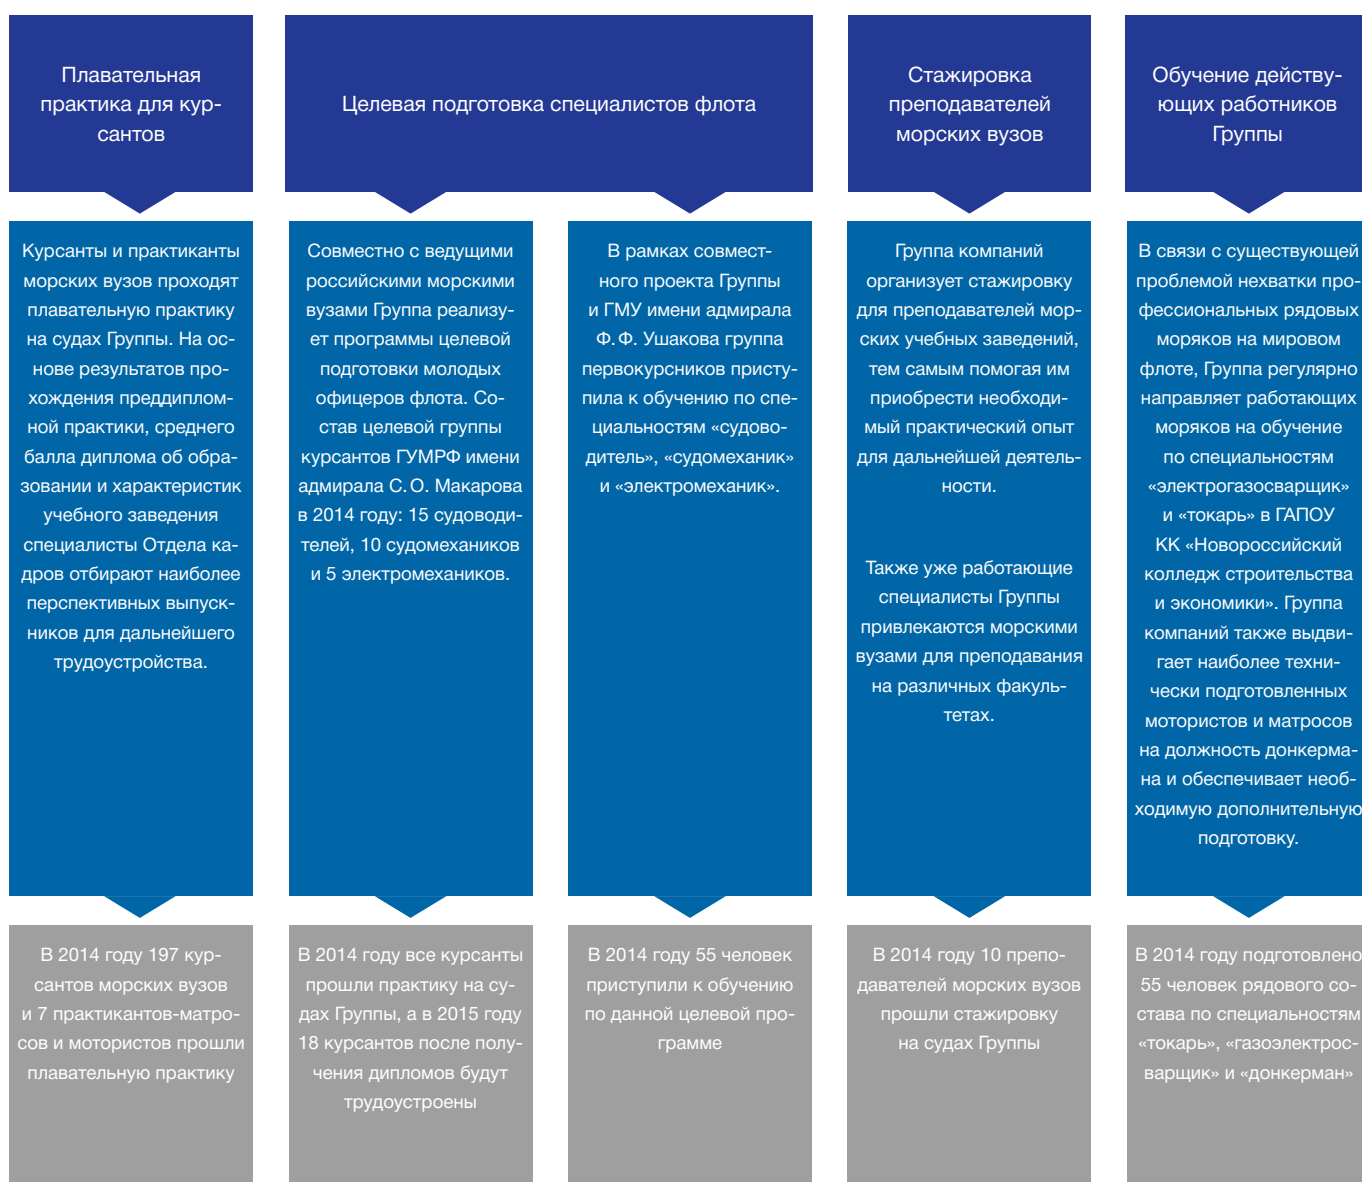 Плавательная
практика для кур-
сантов
Целевая подготовка специалистов флота
Стажировка
преподавателей
морских вузов
Обучение действу-
ющих работников
Группы
Курсанты и практиканты
морских вузов проходят
плавательную практику
на судах Группы. На ос-
нове результатов про-
хождения преддиплом-
ной практики, среднего
балла диплома об обра-
зовании и характеристик
учебного заведения
специалисты Отдела ка-
дров отбирают наиболее
перспективных выпуск-
ников для дальнейшего
трудоустройства.
Совместно с ведущими
российскими морскими
вузами Группа реализу-
ет программы целевой
подготовки молодых
офицеров флота. Со-
став целевой группы
курсантов ГУМРФ имени
адмирала С. О. Макарова
в 2014 году: 15 судоводи-
телей, 10 судомехаников
и 5 электромехаников.
В рамках совмест-
ного проекта Группы
и ГМУ имени адмирала
Ф. Ф. Ушакова группа
первокурсников присту-
пила к обучению по спе-
циальностям «судово-
дитель», «судомеханик»
и «электромеханик».
Группа компаний
организует стажировку
для преподавателей мор-
ских учебных заведений,
тем самым помогая им
приобрести необходи-
мый практический опыт
для дальнейшей деятель-
ности.
Также уже работающие
специалисты Группы
привлекаются морскими
вузами для преподавания
на различных факуль-
тетах.
В связи с существующей
проблемой нехватки про-
фессиональных рядовых
моряков на мировом
флоте, Группа регулярно
направляет работающих
моряков на обучение
по специальностям
«электрогазосварщик»
и «токарь» в ГАПОУ
КК «Новороссийский
колледж строительства
и экономики». Группа
компаний также выдви-
гает наиболее техни-
чески подготовленных
мотористов и матросов
на должность донкерма-
на и обеспечивает необ-
ходимую дополнительную
подготовку.
В 2014 году 197 кур-
сантов морских вузов
и 7 практикантов-матро-
сов и мотористов прошли
плавательную практику
В 2014 году все курсанты
прошли практику на су-
дах Группы, а в 2015 году
18 курсантов после полу-
чения дипломов будут
трудоустроены
В 2014 году 55 человек
приступили к обучению
по данной целевой про-
грамме
В 2014 году 10 препо-
давателей морских вузов
прошли стажировку
на судах Группы
В 2014 году подготовлено
55 человек рядового со-
става по специальностям
«токарь», «газоэлектрос-
варщик» и «донкерман»